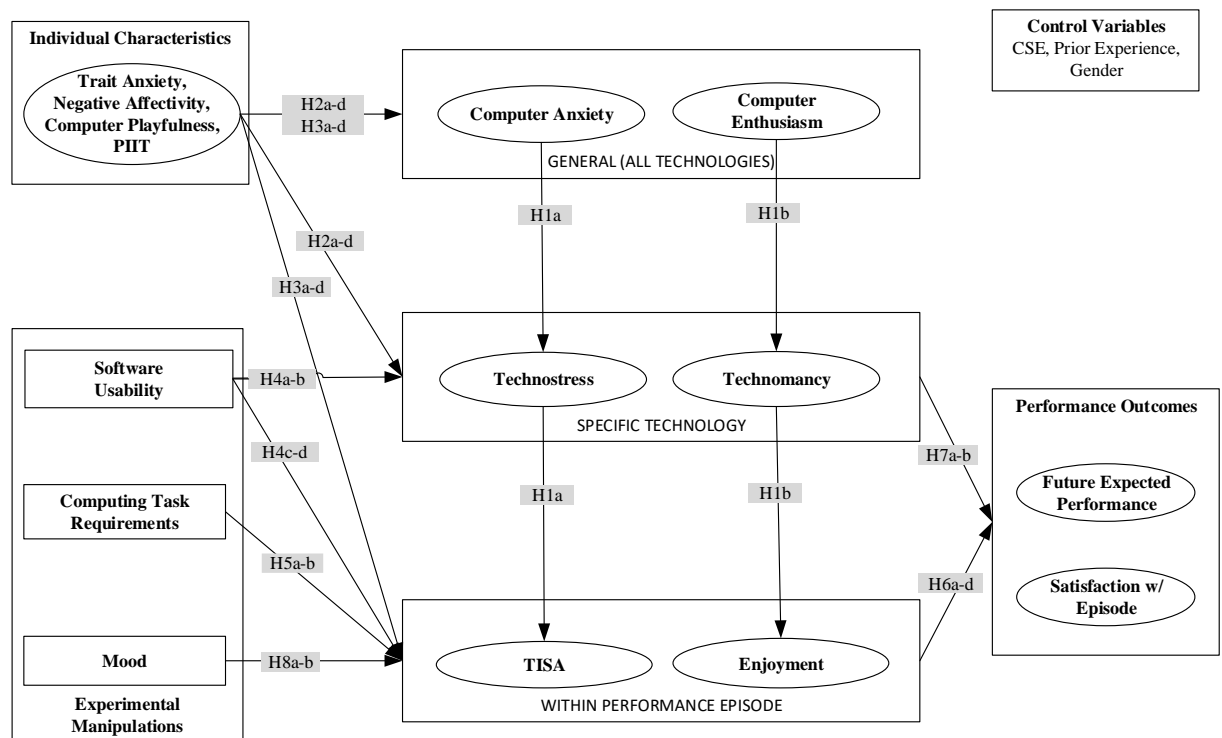 Individual Characteristics
Trait Anxiety,
Negative Affectivity,
Computer Playfulness,
PIIT
H2a-d
H3a-d
Computer Anxiety
Computer
Enthusiasm
GENERAL (ALL TECHNOLOGIES)
Control Variables
CSE, Prior Experience,
Gender
H1a
H1b
H2a-d
H3a-d
Software
Usability
H4a-b
Technostress
Technomancy
SPECIFIC TECHNOLOGY
H4c-d
H7a-b
Performance Outcomes
Future Expected
Performance
Satisfaction w/
Episode
Computing Task
Requirements
H1a
H1b
H5a-b
H6a-d
Mood
H8a-b
TISA
Enjoyment
WITHIN PERFORMANCE EPISODE
Experimental
Manipulations